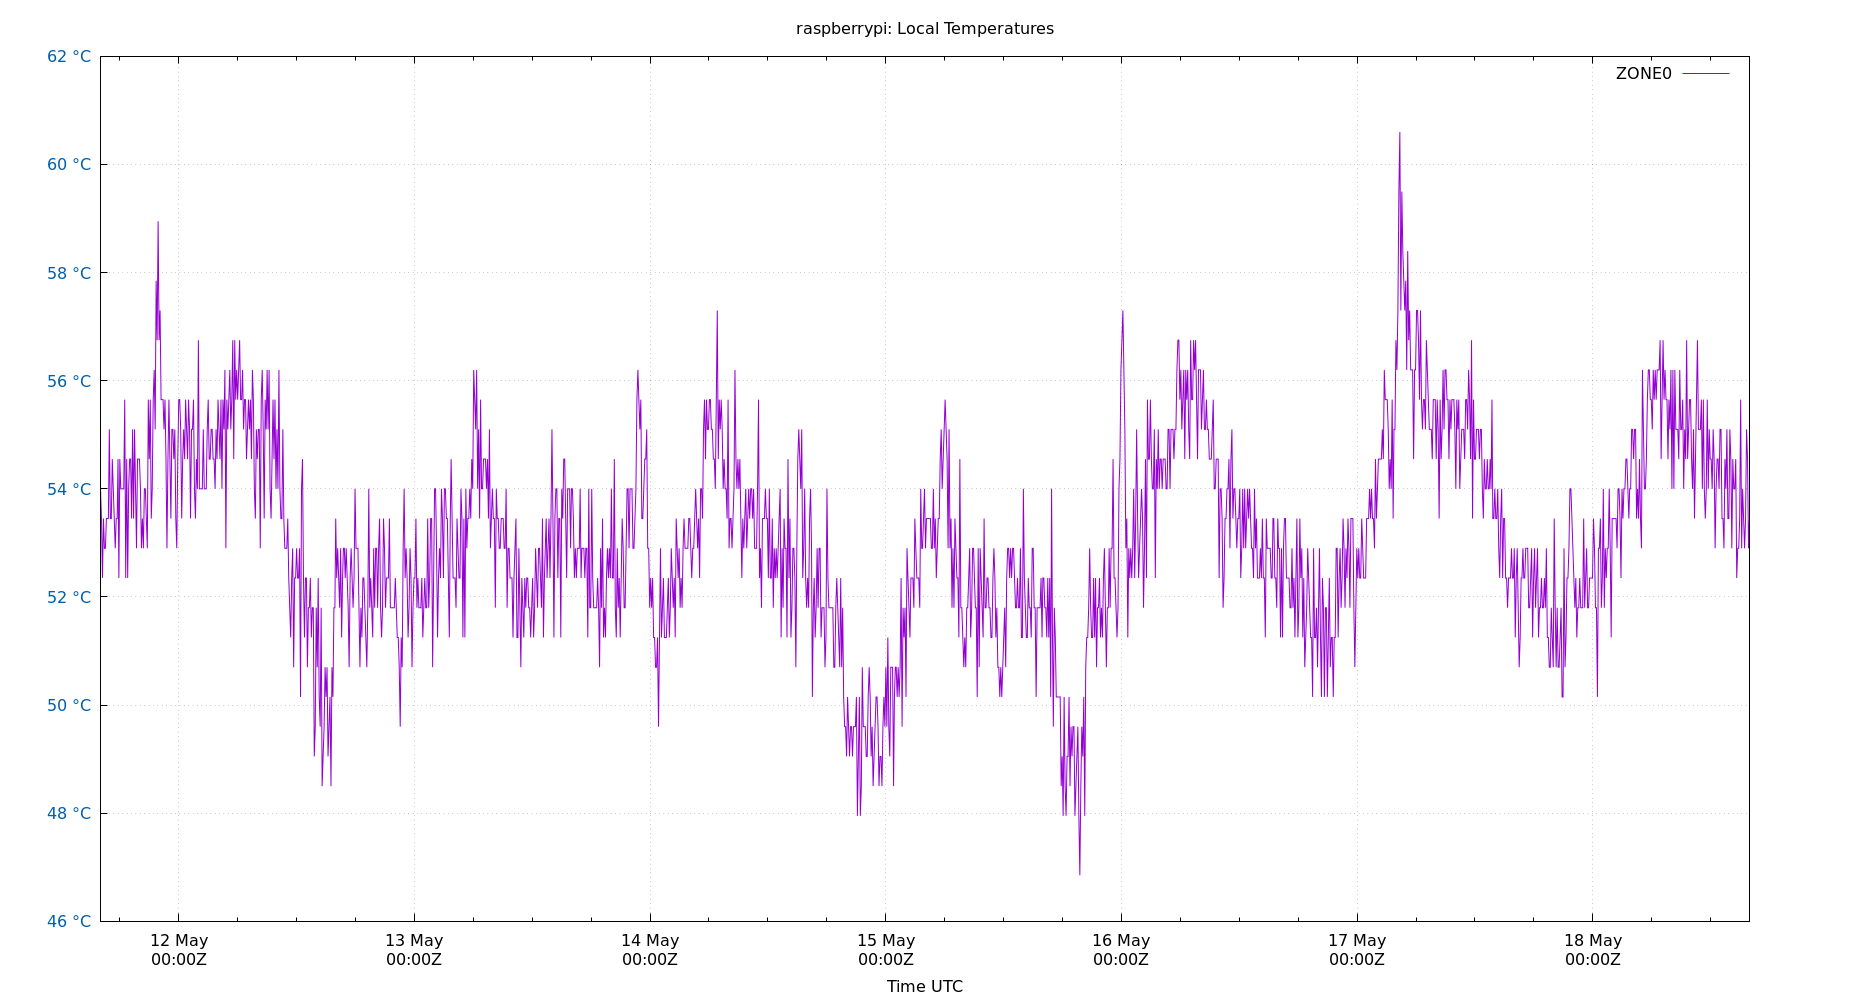 raspberrypi: Local Temperatures
ZONE0
62 °C
60 °C
58 °C
56 °C
54 °C
52 °C
50 °C
48 °C
46 °C
12 May 13 May 14 May 15 May 16 May 17 May 18 May
00:00Z 00:00Z 00:00Z 00:00Z 00:00Z 00:00Z 00:00Z
Time UTC